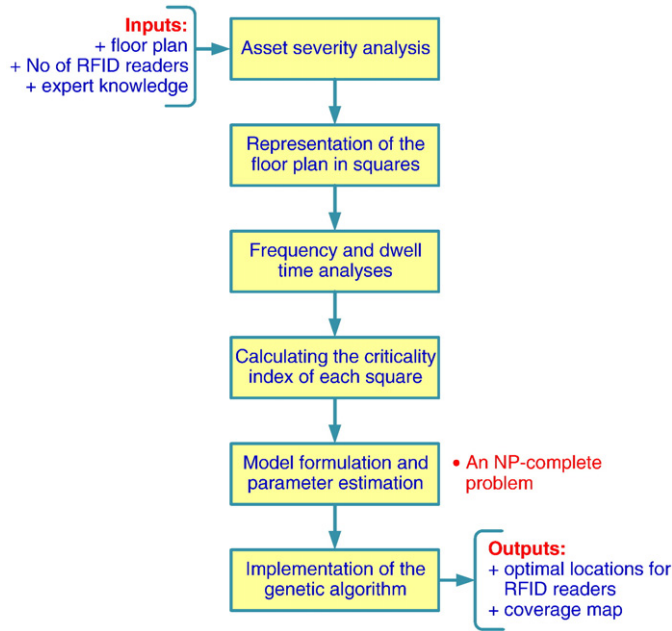 Inputs:
+ floor plan
+ No of RFID readers
+ expert knowledge
Asset severity analysis
Representation of the
floor plan in squares
Frequency and dwell
time analyses
Calculating the criticality
index of each square
Model formulation and
parameter estimation
• An NP-complete
problem
Implementation of the
genetic algorithm
Outputs:
+ optimal locations for
RFID readers
+ coverage map